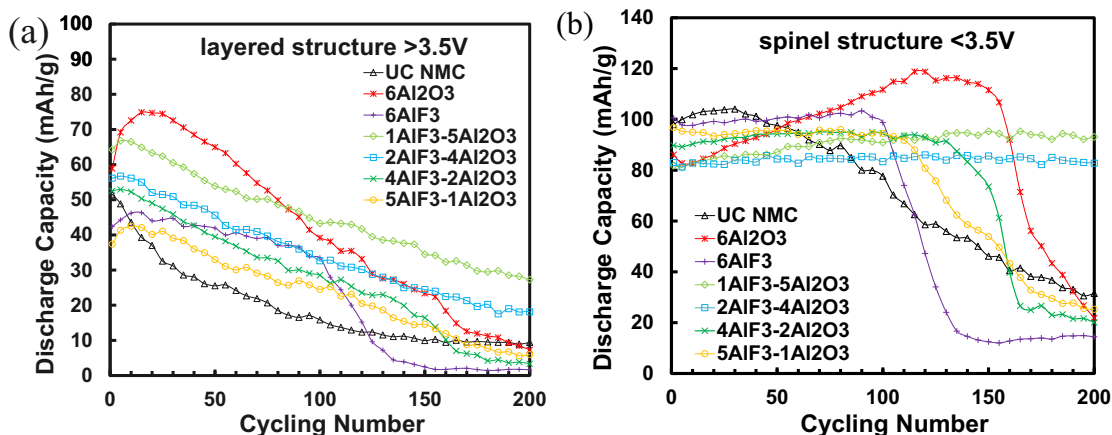 (a)
layered structure >3.5V
UC NMC
6Al2O3
6AlF3
1AlF3-5Al2O3
2AlF3-4Al2O3
4AlF3-2Al2O3
5AlF3-1Al2O3
Discharge Capacity (mAh/g)
100
90
80
70
60
50
40
30
20
10
0
0
50
100
150
200
Cycling Number
(b)
spinel structure <3.5V
UC NMC
6Al2O3
6AlF3
1AlF3-5Al2O3
2AlF3-4Al2O3
4AlF3-2Al2O3
5AlF3-1Al2O3
Discharge Capacity (mAh/g)
140
120
100
80
60
40
20
0
0
50
100
150
200
Cycling Number